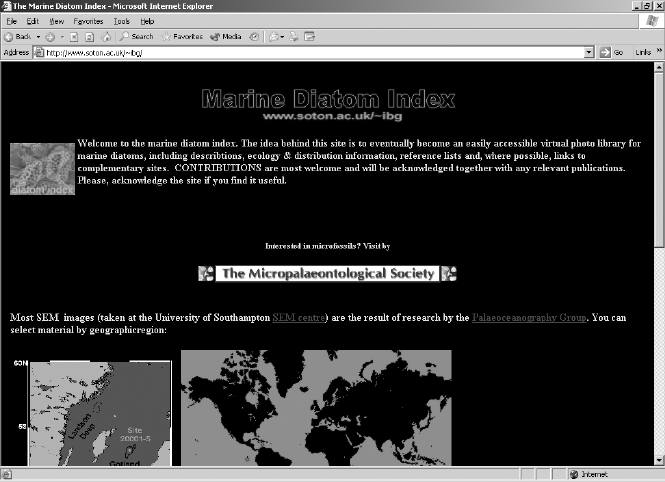 The Marine Diatom Index - Microsoft Internet Explorer
File Edit View Favorites Tools Help
Back Search Favorites Media
Address http://www.soton.ac.uk/~ibg/ Go Links »
Marine Diatom Index
www.soton.ac.uk/~ibg
Welcome to the marine diatom index. The idea behind this site is to eventually become an easily accessible virtual photo library for
marine diatoms, including describtions, ecology & distribution information, reference lists and, where possible, links to
complementary sites. CONTRIBUTIONS are most welcome and will be acknowledged together with any relevant publications.
Please, acknowledge the site if you find it useful.
diatom index
Interested in microfossils? Visit by
The Micropalaeontological Society
Most SEM images (taken at the University of Southampton SEM centre) are the result of research by the Palaeoceanography Group. You can
select material by geographicregion:
60N
Landsort
Deep
Site
20001-5
Gotland
Internet